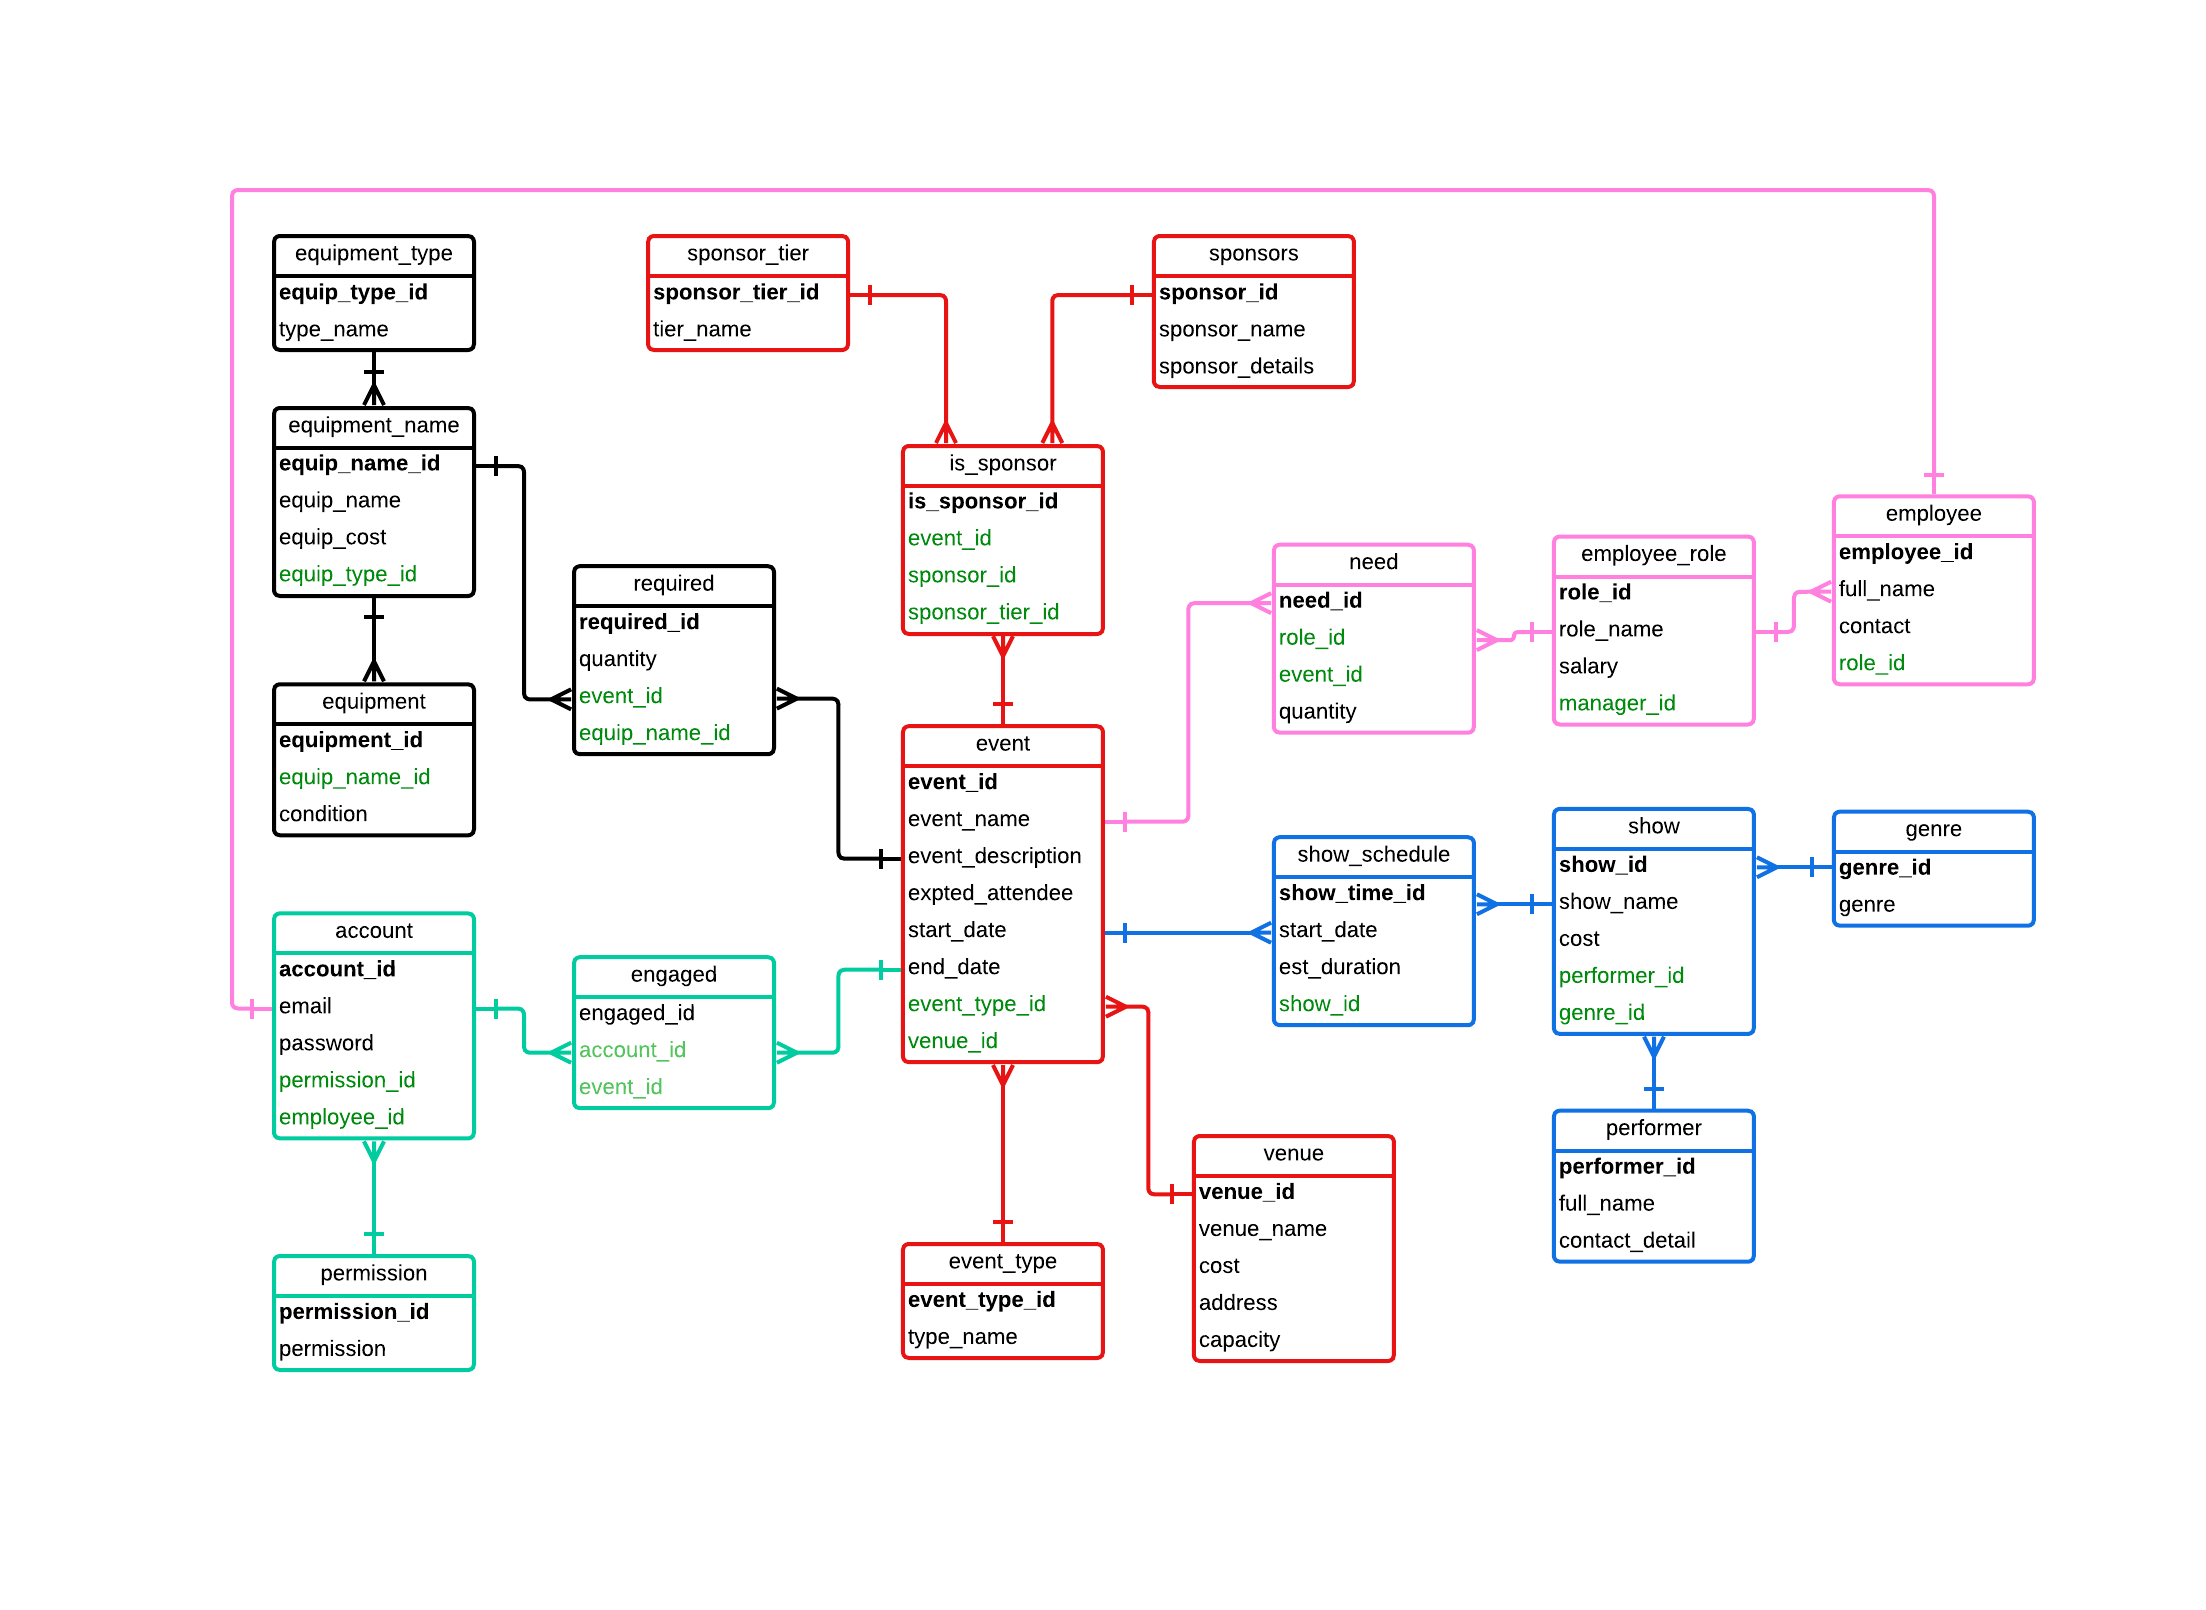 equipment_type
equip_type_id
type_name
sponsor_tier
sponsor_tier_id
tier_name
sponsors
sponsor_id
sponsor_name
sponsor_details
equipment_name
equip_name_id
equip_name
equip_cost
equip_type_id
is_sponsor
is_sponsor_id
event_id
sponsor_id
sponsor_tier_id
required
required_id
quantity
event_id
equip_name_id
need
need_id
role_id
event_id
quantity
employee_role
role_id
role_name
salary
manager_id
employee
employee_id
full_name
contact
role_id
equipment
equipment_id
equip_name_id
condition
event
event_id
event_name
event_description
expted_attendee
start_date
end_date
event_type_id
venue_id
show_schedule
show_time_id
start_date
est_duration
show_id
show
show_id
show_name
cost
performer_id
genre_id
genre
genre_id
genre
account
account_id
email
password
permission_id
employee_id
engaged
engaged_id
account_id
event_id
performer
performer_id
full_name
contact_detail
venue
venue_id
venue_name
cost
address
capacity
permission
permission_id
permission
event_type
event_type_id
type_name